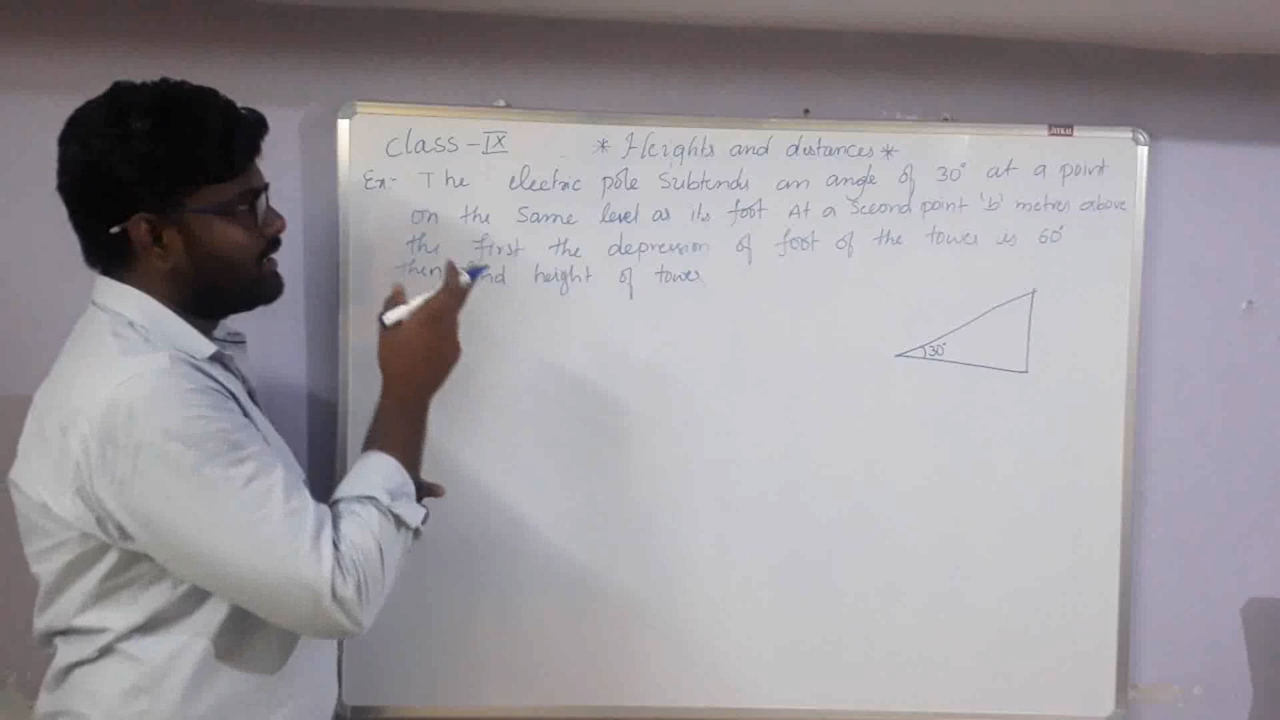 class - IX * Heights and distances *
Ex:- The electric pole Subtends an angle of 30° at a point
on the Same level as its foot At a second point 'b' metres above
the first the depression of foot of the tower is 60°
then height of tower
30°